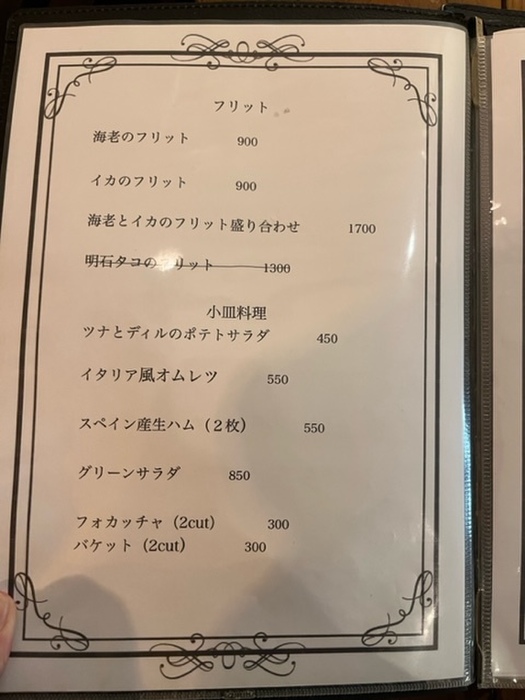 フリット
海老のフリット 900
イカのフリット 900
海老とイカのフリット盛り合わせ 1700
明石タコのフリット 1300
小皿料理
ツナとディルのポテトサラダ 450
イタリア風オムレツ 550
スペイン産生ハム（２枚） 550
グリーンサラダ 850
フォカッチャ（2cut） 300
バケット（2cut） 300